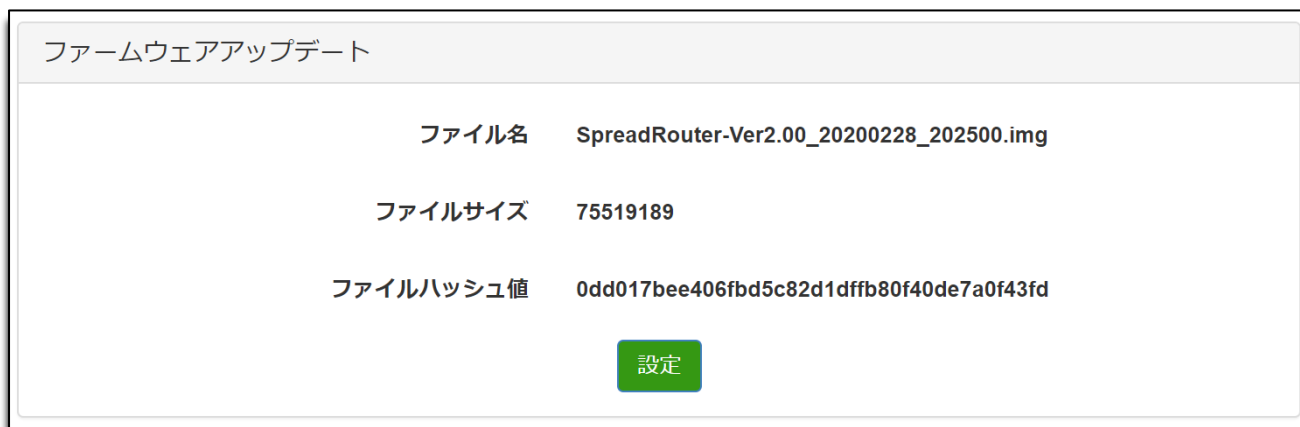 ファームウェアアップデート
ファイル名 SpreadRouter-Ver2.00_20200228_202500.img
ファイルサイズ 75519189
ファイルハッシュ値 0dd017bee406fbd5c82d1dffb80f40de7a0f43fd
設定